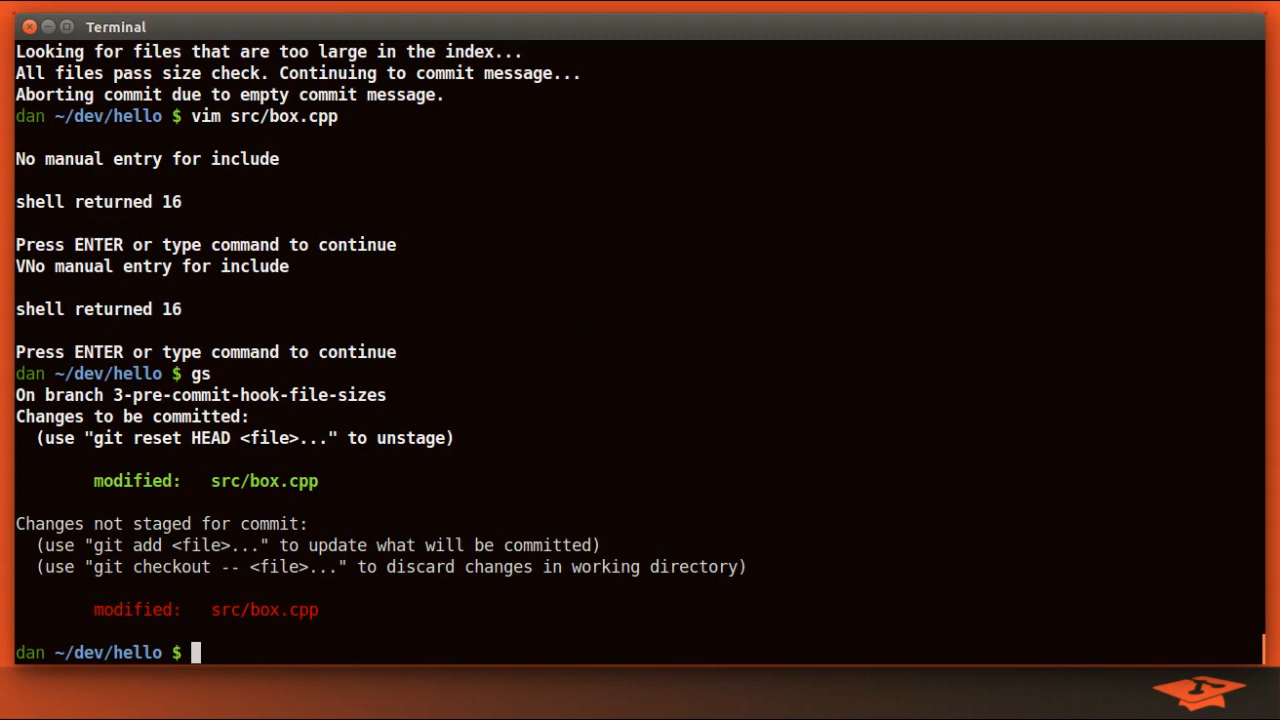 Terminal
Looking for files that are too large in the index...
All files pass size check. Continuing to commit message...
Aborting commit due to empty commit message.
dan ~/dev/hello $ vim src/box.cpp
No manual entry for include
shell returned 16
Press ENTER or type command to continue
VNo manual entry for include
shell returned 16
Press ENTER or type command to continue
dan ~/dev/hello $ gs
On branch 3-pre-commit-hook-file-sizes
Changes to be committed:
  (use "git reset HEAD <file>..." to unstage)
        modified:   src/box.cpp
Changes not staged for commit:
  (use "git add <file>..." to update what will be committed)
  (use "git checkout -- <file>..." to discard changes in working directory)
        modified:   src/box.cpp
dan ~/dev/hello $